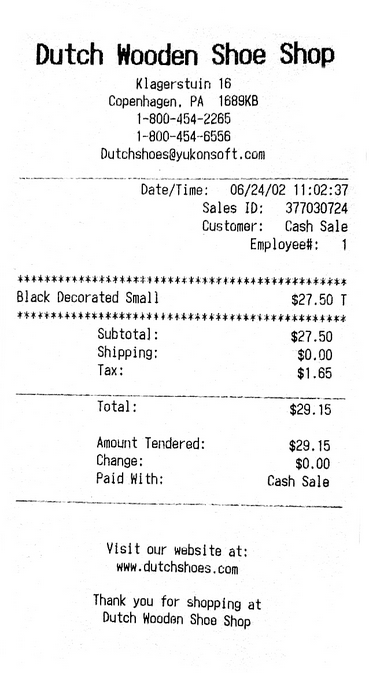 Dutch Wooden Shoe Shop
Klagerstuin 16
Copenhagen, PA 1689KB
1-800-454-2265
1-800-454-6556
Dutchshoes@yukonsoft.com
Date/Time: 06/24/02 11:02:37
Sales ID: 377030724
Customer: Cash Sale
Employee#: 1
******************************************
Black Decorated Small $27.50 T
******************************************
Subtotal: $27.50
Shipping: $0.00
Tax: $1.65
Total: $29.15
Amount Tendered: $29.15
Change: $0.00
Paid With: Cash Sale
Visit our website at:
www.dutchshoes.com
Thank you for shopping at
Dutch Wooden Shoe Shop